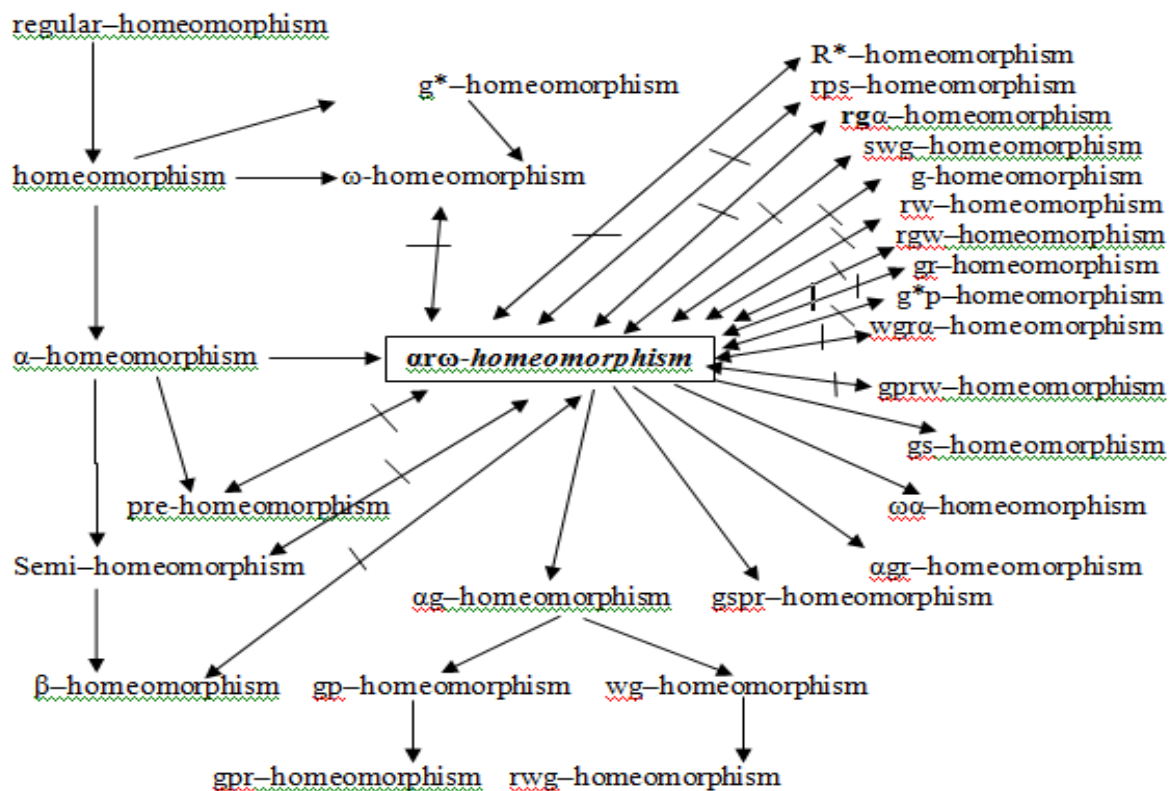 regular–homeomorphism
R*–homeomorphism
g*–homeomorphism
rps–homeomorphism
rgα–homeomorphism
swg–homeomorphism
homeomorphism
ω-homeomorphism
g-homeomorphism
rw–homeomorphism
rgw–homeomorphism
gr–homeomorphism
g*p–homeomorphism
wgrα–homeomorphism
α–homeomorphism
αrω-homeomorphism
gprw–homeomorphism
gs–homeomorphism
pre-homeomorphism
ωα–homeomorphism
Semi–homeomorphism
αgr–homeomorphism
αg–homeomorphism
gspr–homeomorphism
β–homeomorphism
gp–homeomorphism
wg–homeomorphism
gpr–homeomorphism
rwg–homeomorphism